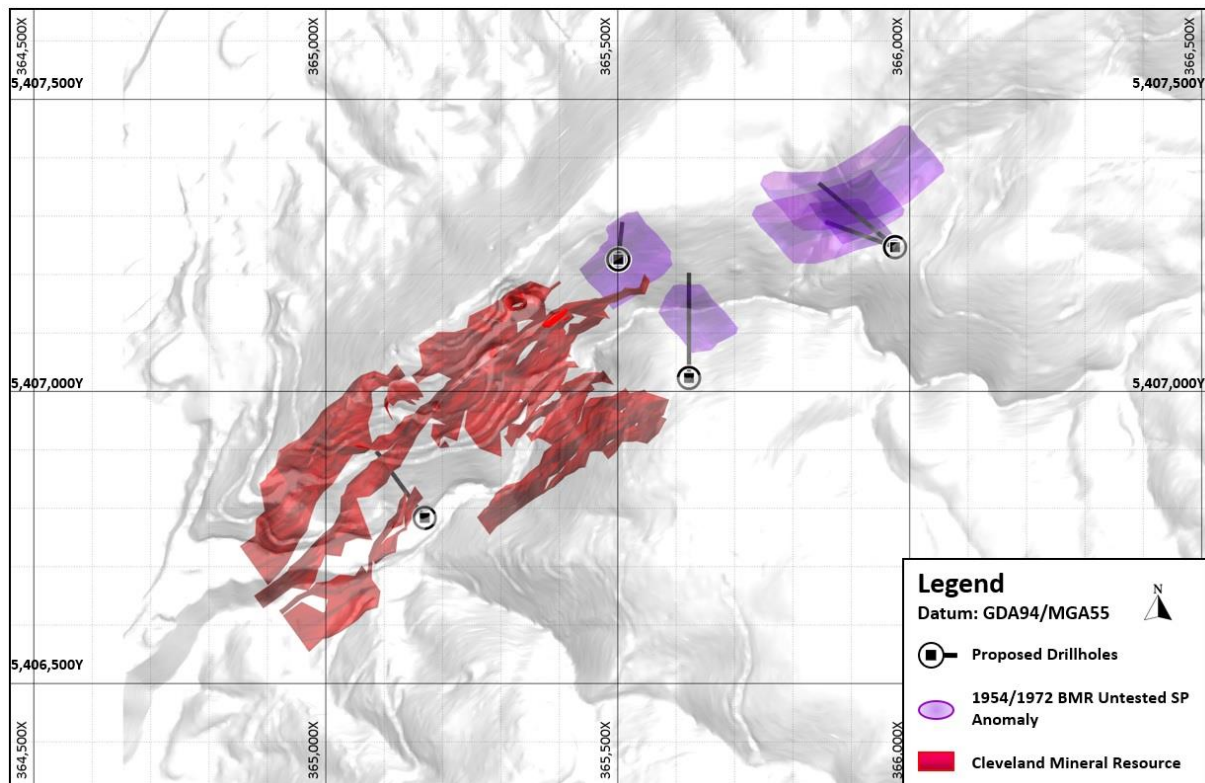 364,500X
365,000X
365,500X
366,000X
366,500X
5,407,500Y
5,407,500Y
5,407,000Y
5,407,000Y
5,406,500Y
Legend
Datum: GDA94/MGA55
N
Proposed Drillholes
1954/1972 BMR Untested SP
Anomaly
Cleveland Mineral Resource
364,500X
365,000X
365,500X
366,000X